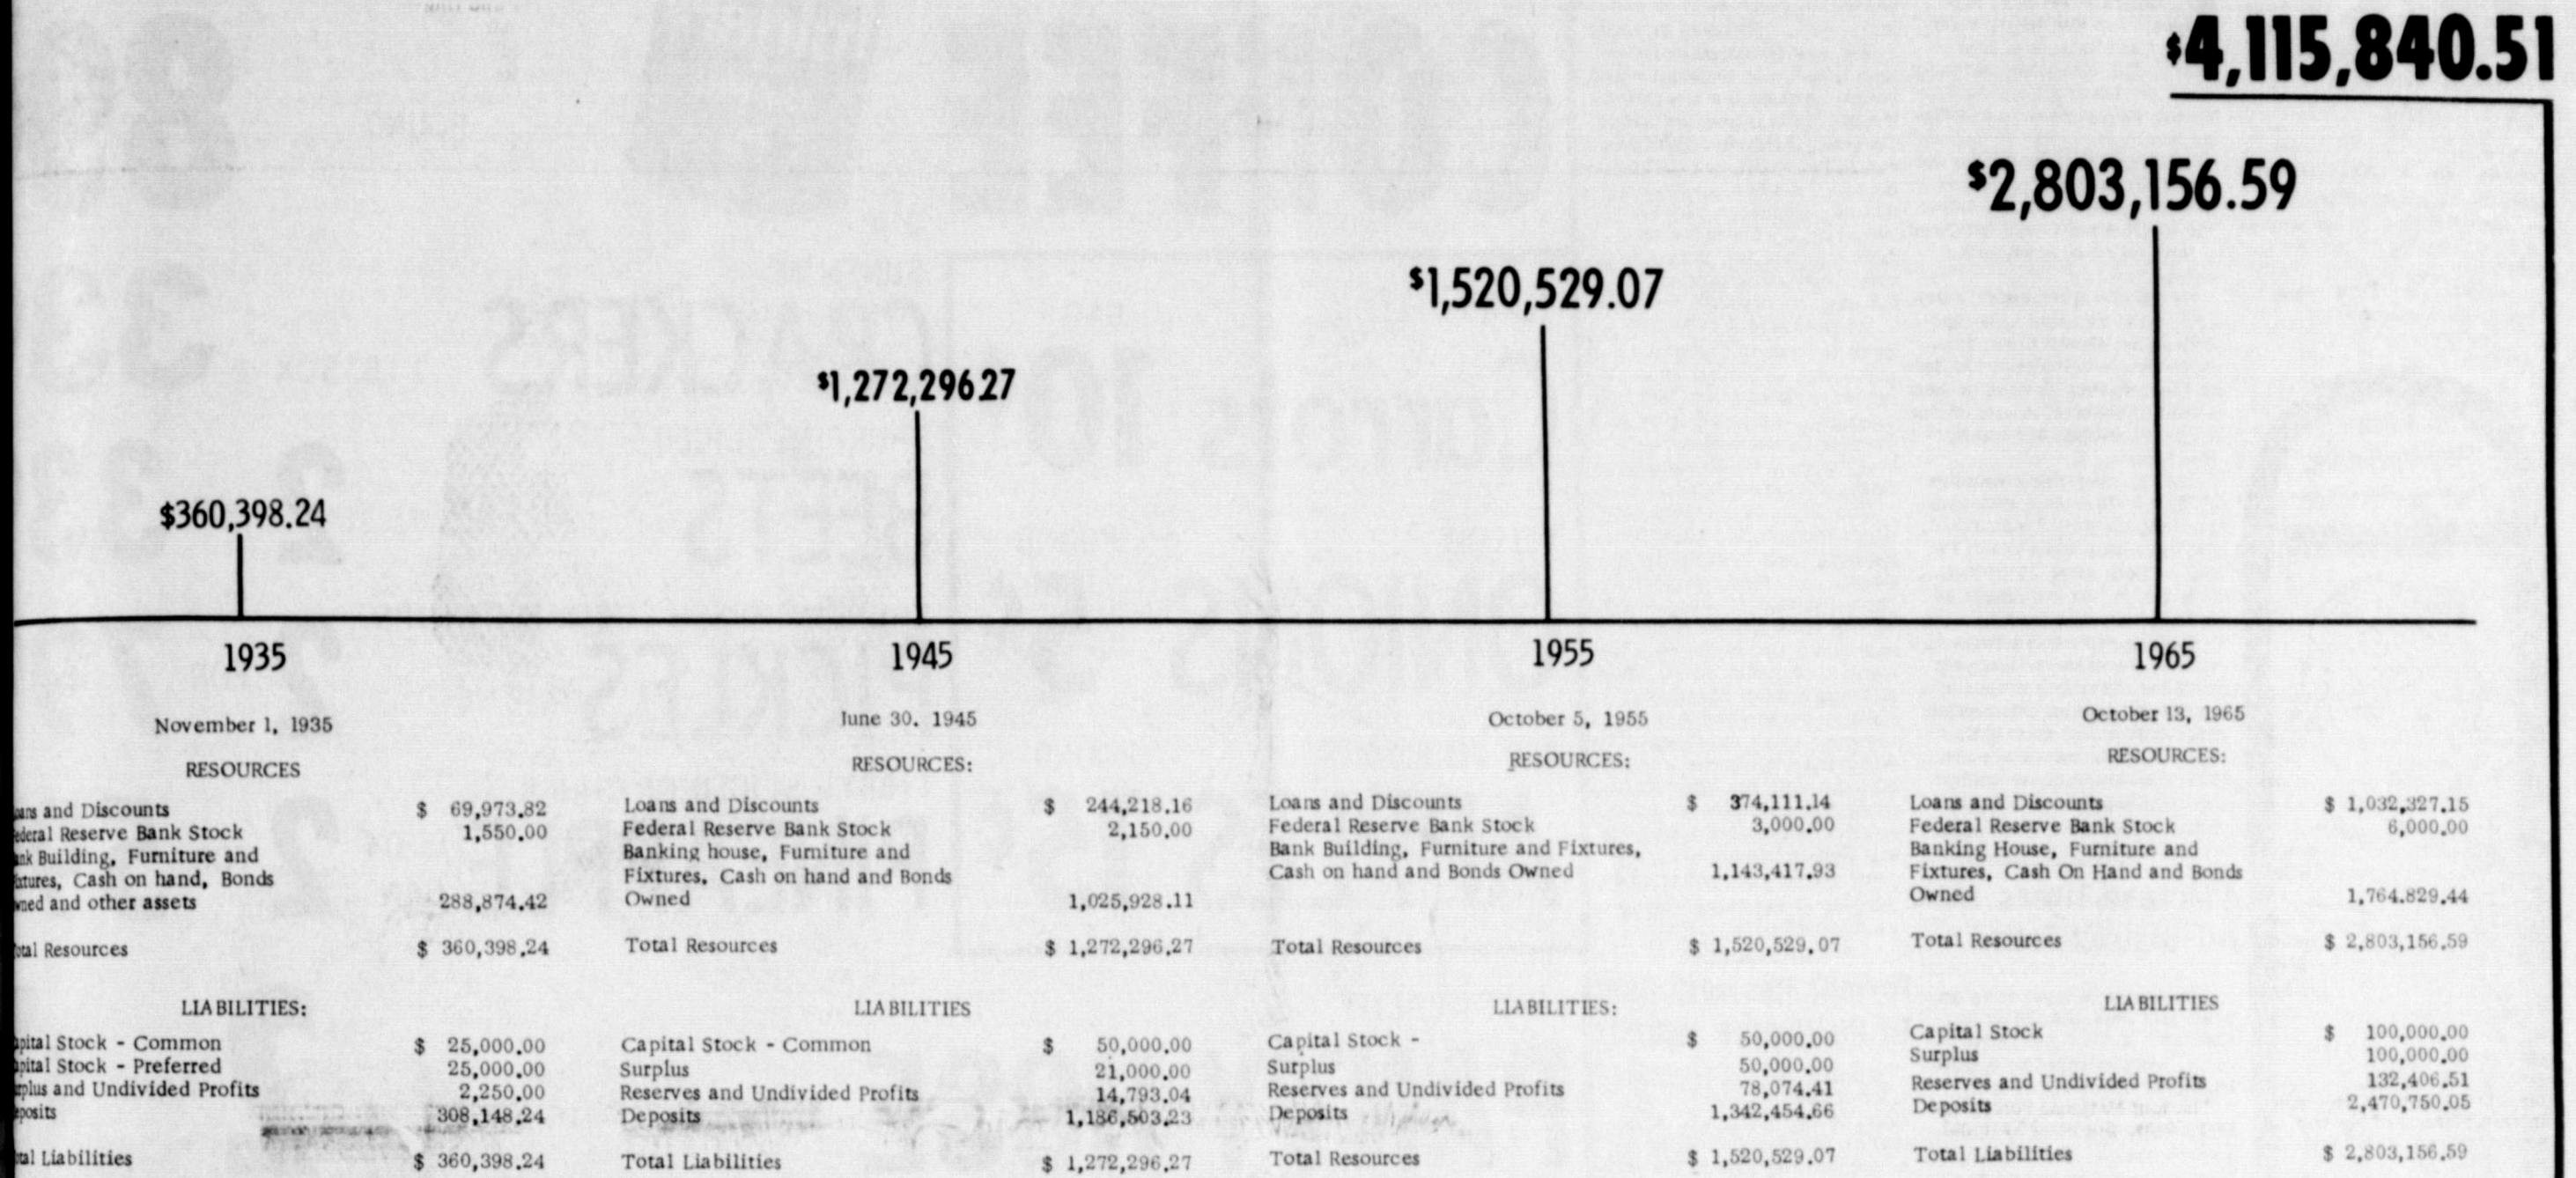 $4,115,840.51
$2,803,156.59
$1,520,529.07
$1,272,296.27
$360,398.24
1935 1945 1955 1965
November 1, 1935
RESOURCES
and Discounts $ 69,973.82
Reserve Bank Stock 1,550.00
Building, Furniture and
Cash on hand, Bonds
and other assets 288,874.42
Resources $ 360,398.24
LIABILITIES:
Stock - Common $ 25,000.00
Stock - Preferred 25,000.00
and Undivided Profits 2,250.00
308,148.24
Liabilities $ 360,398.24
June 30. 1945
RESOURCES:
Loans and Discounts $ 244,218.16
Federal Reserve Bank Stock 2,150.00
Banking house, Furniture and
Fixtures, Cash on hand and Bonds
Owned 1,025,928.11
Total Resources $ 1,272,296.27
LIABILITIES
Capital Stock - Common $ 50,000.00
Surplus 21,000.00
Reserves and Undivided Profits 14,793.04
Deposits 1,186,503.23
Total Liabilities $ 1,272,296.27
October 5, 1955
RESOURCES:
Loans and Discounts $ 374,111.14
Federal Reserve Bank Stock 3,000.00
Bank Building, Furniture and Fixtures,
Cash on hand and Bonds Owned 1,143,417.93
Total Resources $ 1,520,529.07
LIABILITIES:
Capital Stock - $ 50,000.00
Surplus 50,000.00
Reserves and Undivided Profits 78,074.41
Deposits 1,342,454.66
Total Resources $ 1,520,529.07
October 13, 1965
RESOURCES:
Loans and Discounts $ 1,032,327.15
Federal Reserve Bank Stock 6,000.00
Banking House, Furniture and
Fixtures, Cash On Hand and Bonds
Owned 1,764.829.44
Total Resources $ 2,803,156.59
LIABILITIES
Capital Stock $ 100,000.00
Surplus 100,000.00
Reserves and Undivided Profits 132,406.51
Deposits 2,470,750.05
Total Liabilities $ 2,803,156.59